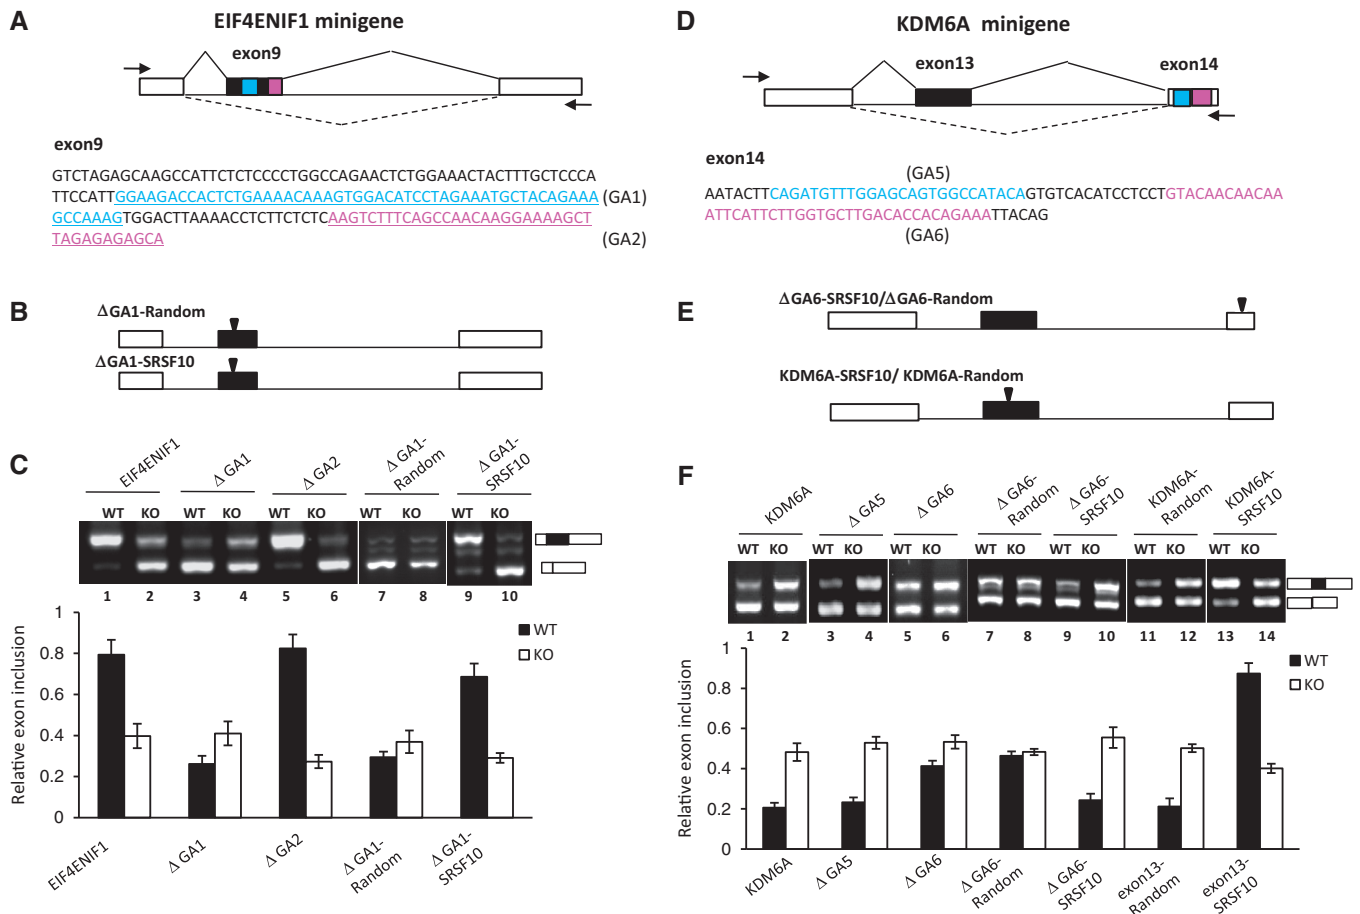 A
EIF4ENIF1 minigene
exon9
exon9
GTCTAGAGCAAGCCATTCTCTCCCCTGGCCAGAACTCTGGAAACTACTTTGCTCCCA
TTCCATTGGAAGACCACTCTGAAAACAAAGTGGACATCCTAGAAATGCTACAGAAA (GA1)
GCCAAAGTGGACTTAAAACCTCTTCTCTCAAGTCTTTCAGCCAACAAGGAAAAGCT
TAGAGAGAGCA (GA2)
D
KDM6A minigene
exon13
exon14
exon14
(GA5)
AATACTTCAGATGTTTGGAGCAGTGGCCATACAGTGTCACATCCTCCTGTACAACAACAA
ATTCATTCTTGGTGCTTGACACCACAGAAATTACAG
(GA6)
B
ΔGA1-Random
ΔGA1-SRSF10
E
ΔGA6-SRSF10/ΔGA6-Random
KDM6A-SRSF10/ KDM6A-Random
C
EIF4ENIF1
Δ GA1
Δ GA2
Δ GA1-Random
Δ GA1-SRSF10
WT KO WT KO WT KO WT KO WT KO
1 2 3 4 5 6 7 8 9 10
Relative exon inclusion
1
0.8
0.6
0.4
0.2
0
WT
KO
EIF4ENIF1
Δ GA1
Δ GA2
Δ GA1-Random
Δ GA1-SRSF10
F
KDM6A
Δ GA5
Δ GA6
Δ GA6-Random
Δ GA6-SRSF10
KDM6A-Random
KDM6A-SRSF10
WT KO WT KO WT KO WT KO WT KO WT KO WT KO
1 2 3 4 5 6 7 8 9 10 11 12 13 14
Relative exon inclusion
1
0.8
0.6
0.4
0.2
0
WT
KO
KDM6A
Δ GA5
Δ GA6
Δ GA6-Random
Δ GA6-SRSF10
exon13-Random
exon13-SRSF10